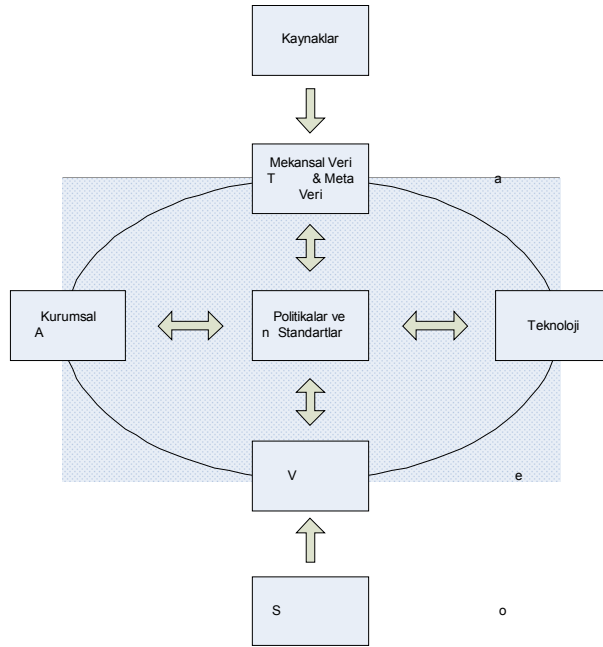 Kaynaklar
Mekansal Veri
T & Meta a
Veri
Kurumsal
A
Politikalar ve
n Standartlar
Teknoloji
V e
S o